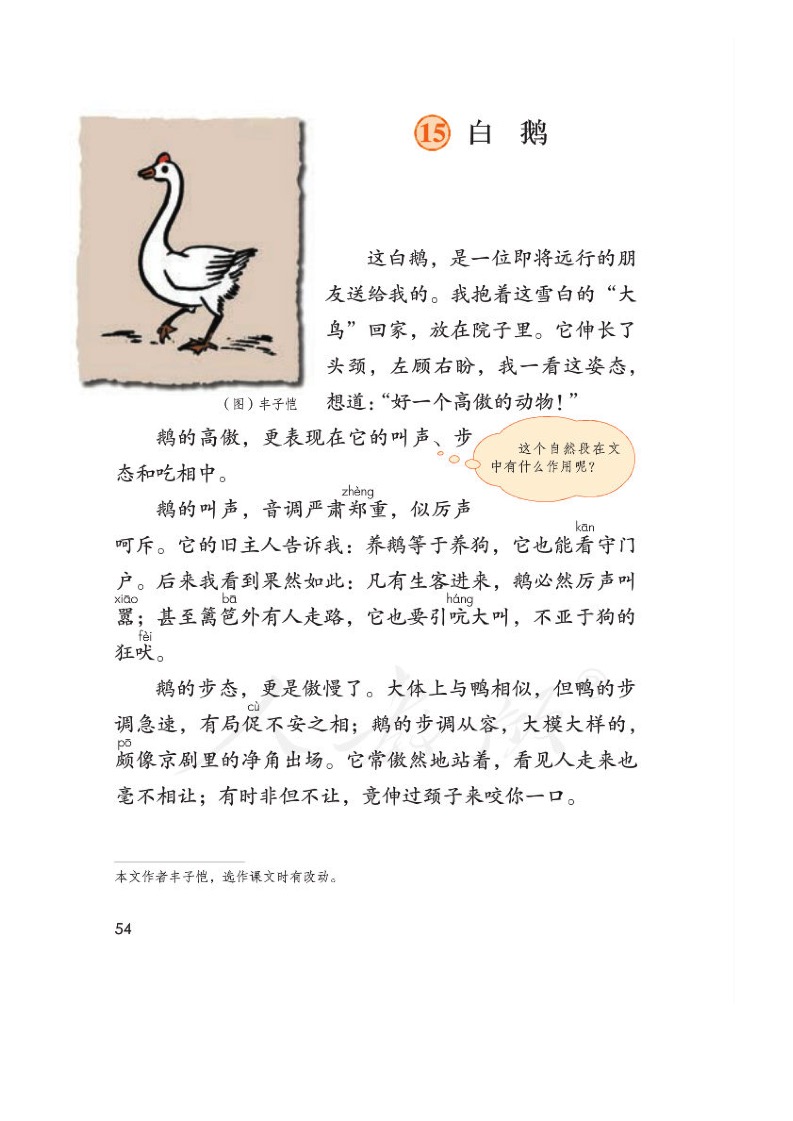 15 白 鹅
这白鹅，是一位即将远行的朋
友送给我的。我抱着这雪白的“大
鸟”回家，放在院子里。它伸长了
头颈，左顾右盼，我一看这姿态，
想道：“好一个高傲的动物！”
（图）丰子恺
鹅的高傲，更表现在它的叫声、步
态和吃相中。
这个自然段在文
中有什么作用呢？
zhèng
鹅的叫声，音调严肃郑重，似厉声
kān
呵斥。它的旧主人告诉我：养鹅等于养狗，它也能看守门
户。后来我看到果然如此：凡有生客进来，鹅必然厉声叫
xiāo bā háng
嚣；甚至篱笆外有人走路，它也要引吭大叫，不亚于狗的
fèi
狂吠。
鹅的步态，更是傲慢了。大体上与鸭相似，但鸭的步
cù
调急速，有局促不安之相；鹅的步调从容，大模大样的，
pō
颇像京剧里的净角出场。它常傲然地站着，看见人走来也
毫不相让；有时非但不让，竟伸过颈子来咬你一口。
本文作者丰子恺，选作课文时有改动。
54